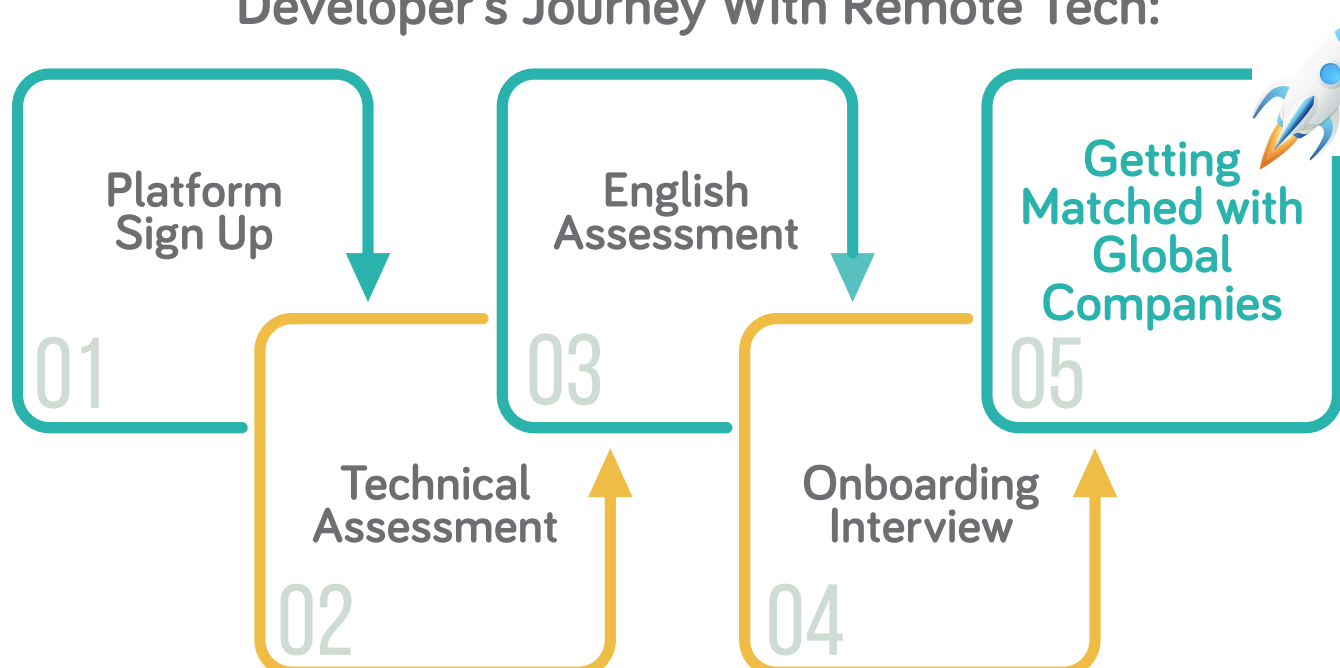 Developer's Journey With Remote Tech:
Platform
Sign Up
01
Technical
Assessment
02
English
Assessment
03
Onboarding
Interview
04
Getting
Matched with
Global
Companies
05